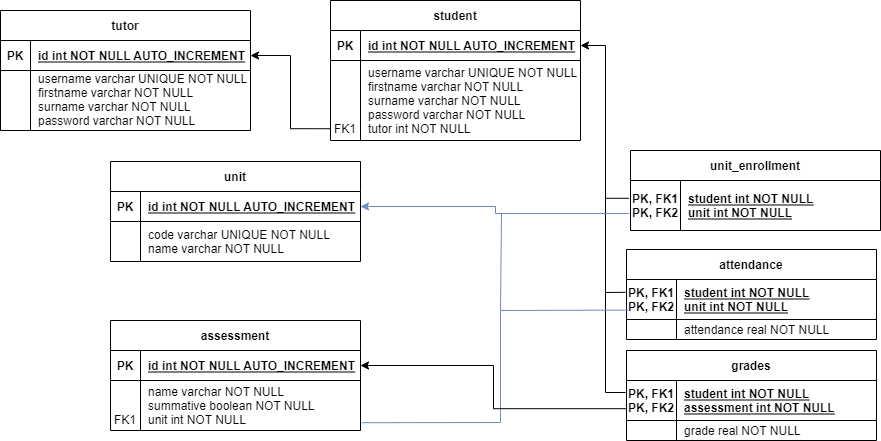 tutor
PK id int NOT NULL AUTO_INCREMENT
username varchar UNIQUE NOT NULL
firstname varchar NOT NULL
surname varchar NOT NULL
password varchar NOT NULL
student
PK id int NOT NULL AUTO_INCREMENT
username varchar UNIQUE NOT NULL
firstname varchar NOT NULL
surname varchar NOT NULL
password varchar NOT NULL
FK1 tutor int NOT NULL
unit
PK id int NOT NULL AUTO_INCREMENT
code varchar UNIQUE NOT NULL
name varchar NOT NULL
unit_enrollment
PK, FK1 student int NOT NULL
PK, FK2 unit int NOT NULL
attendance
PK, FK1 student int NOT NULL
PK, FK2 unit int NOT NULL
attendance real NOT NULL
assessment
PK id int NOT NULL AUTO_INCREMENT
name varchar NOT NULL
summative boolean NOT NULL
FK1 unit int NOT NULL
grades
PK, FK1 student int NOT NULL
PK, FK2 assessment int NOT NULL
grade real NOT NULL